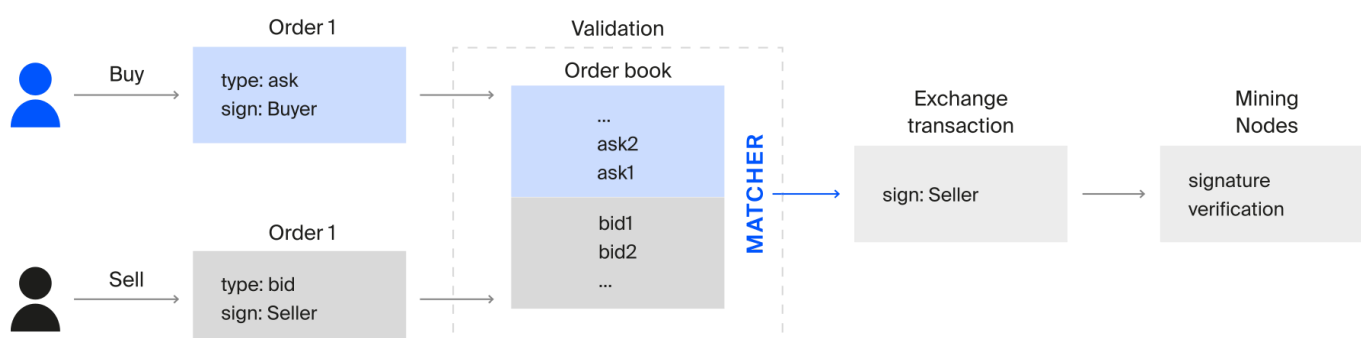 Order 1
Buy
type: ask
sign: Buyer
Order 1
Sell
type: bid
sign: Seller
Validation
Order book
...
ask2
ask1
bid1
bid2
...
MATCHER
Exchange
transaction
sign: Seller
Mining
Nodes
signature
verification